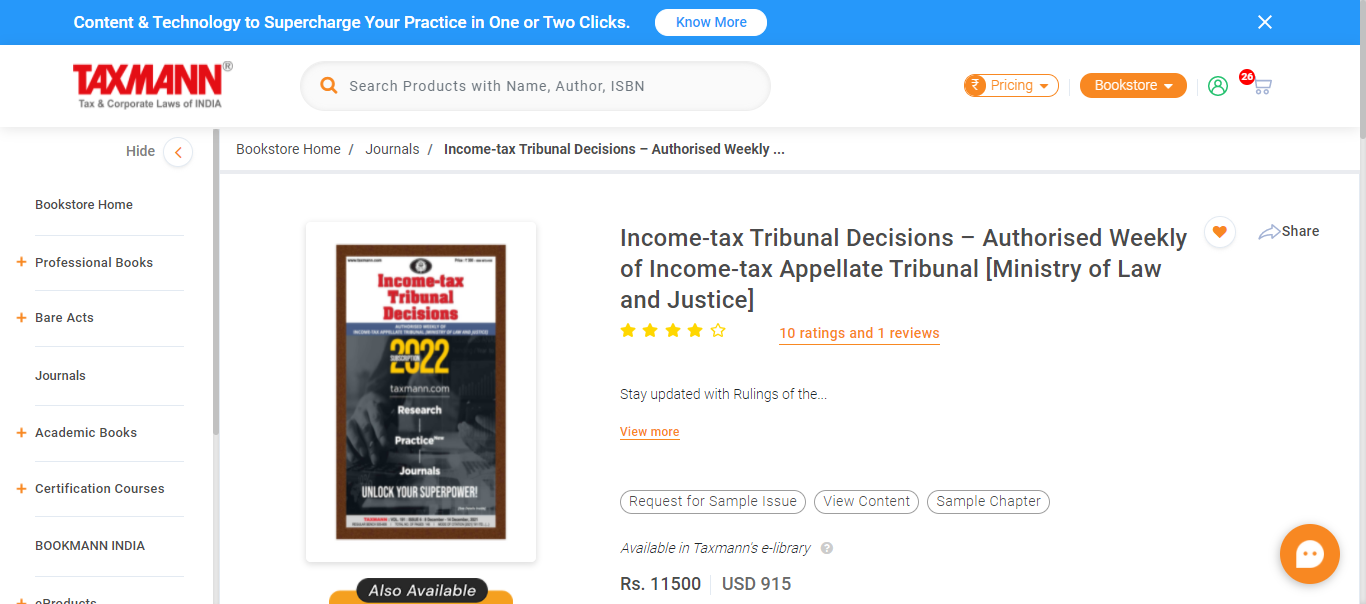 Content & Technology to Supercharge Your Practice in One or Two Clicks.
Know More
TAXMANN®
Tax & Corporate Laws of INDIA
Search Products with Name, Author, ISBN
₹ Pricing
Bookstore
26
Hide
Bookstore Home / Journals / Income-tax Tribunal Decisions – Authorised Weekly ...
Bookstore Home
+ Professional Books
+ Bare Acts
Journals
+ Academic Books
+ Certification Courses
BOOKMANN INDIA
+ eProducts
www.taxmann.com
Income-tax
Tribunal
Decisions
AUTHORISED WEEKLY OF
INCOME TAX APPELLATE TRIBUNAL [MINISTRY OF LAW AND JUSTICE]
2022
SUBSCRIPTION
taxmann.com
Research
Practice
Journals
UNLOCK YOUR SUPERPOWER!
Also Available
Income-tax Tribunal Decisions – Authorised Weekly
of Income-tax Appellate Tribunal [Ministry of Law
and Justice]
Share
10 ratings and 1 reviews
Stay updated with Rulings of the...
View more
Request for Sample Issue
View Content
Sample Chapter
Available in Taxmann's e-library ?
Rs. 11500 USD 915